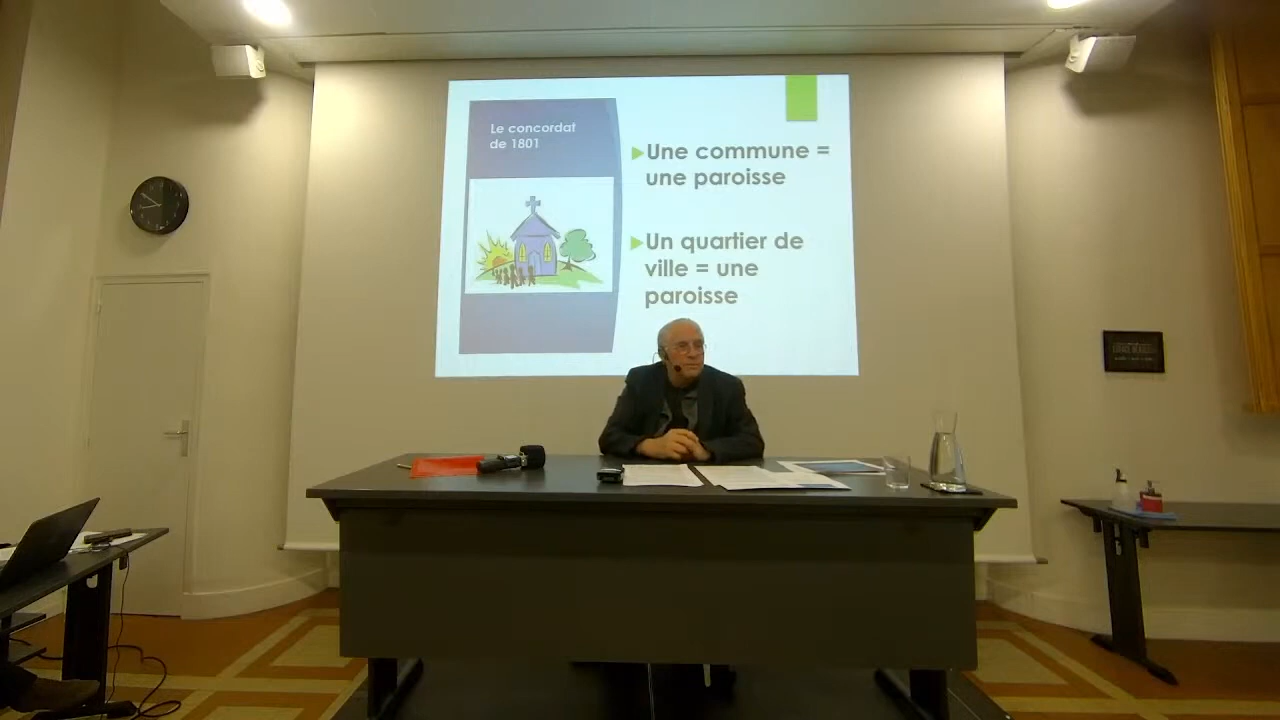 Le concordat
de 1801
Une commune =
une paroisse
Un quartier de
ville = une
paroisse